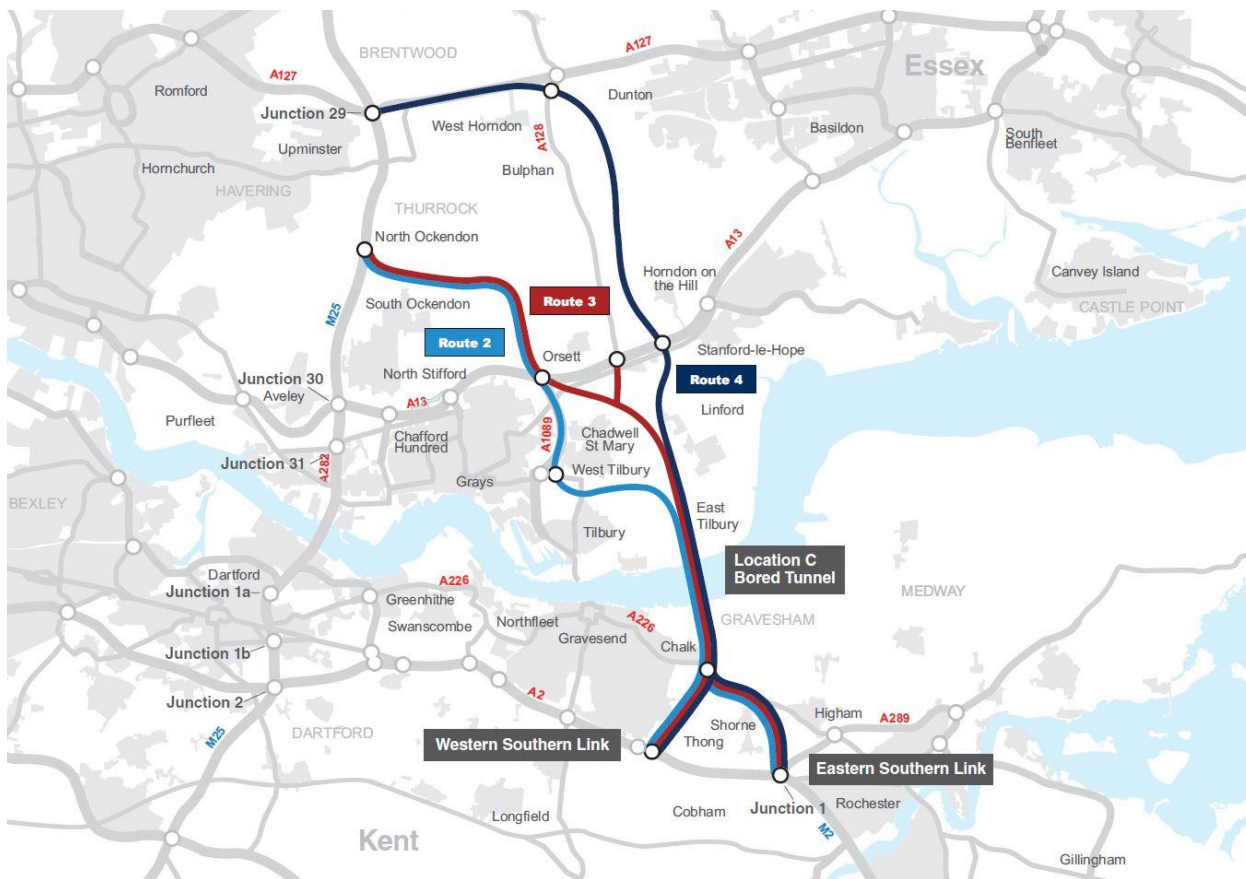 BRENTWOOD
A127
Essex
A127
Romford
Dunton
Junction 29
West Horndon
Basildon
South
Benfleet
Upminster
A128
Hornchurch
Bulphan
HAVERING
THURROCK
North Ockendon
A13
Horndon on
the Hill
Canvey Island
CASTLE POINT
South Ockendon
Route 3
M25
Route 2
Orsett
Stanford-le-Hope
North Stifford
Route 4
Junction 30
Aveley
A13
Linford
Purfleet
Chafford
Hundred
A1089
Chadwell
St Mary
Junction 31
A282
Grays
West Tilbury
BEXLEY
East
Tilbury
Tilbury
Location C
Bored Tunnel
Dartford
A226
MEDWAY
Junction 1a
Greenhithe
Northfleet
A226
GRAVESHAM
Swanscombe
Gravesend
Chalk
Junction 1b
A2
Junction 2
Higham
A289
Shorne
M25
DARTFORD
Western Southern Link
Thong
Eastern Southern Link
Junction 1
Rochester
Cobham
Longfield
M2
Kent
Gillingham